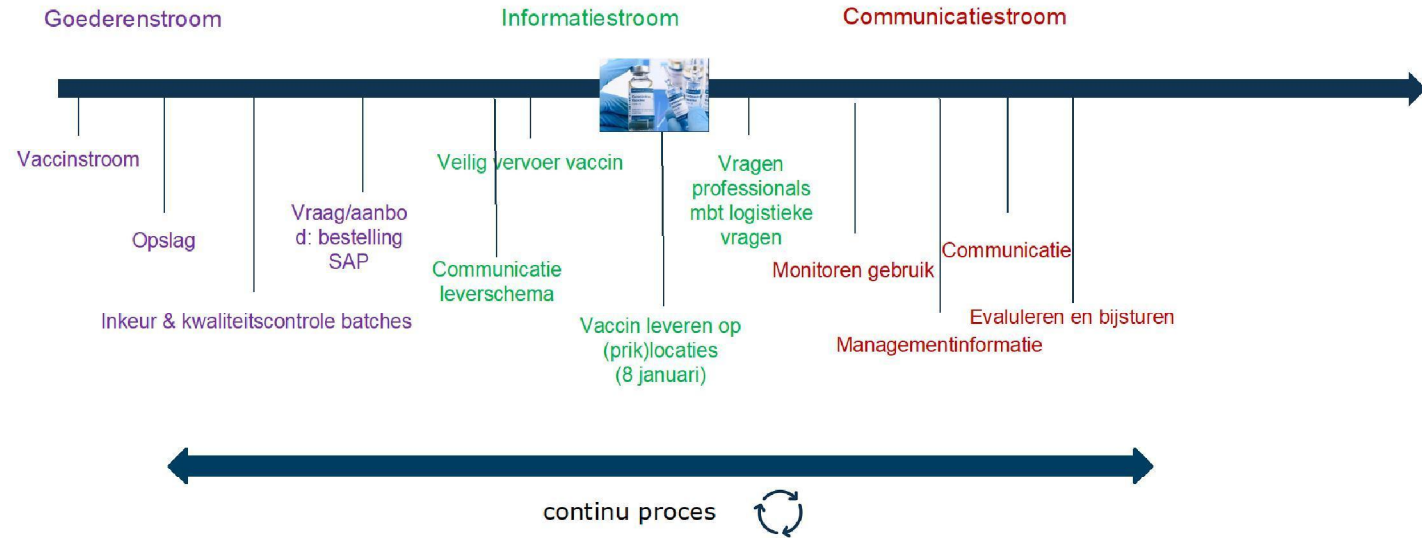 Goederenstroom
Informatiestroom
Communicatiestroom
Vaccinstroom
Opslag
Inkeur & kwaliteitscontrole batches
Vraag/aanbo
d: bestelling
SAP
Veilig vervoer vaccin
Communicatie
leverschema
Vaccin leveren op
(prik)locaties
(8 januari)
Vragen
professionals
mbt logistieke
vragen
Monitoren gebruik
Managementinformatie
Communicatie
Evaluleren en bijsturen
continu proces